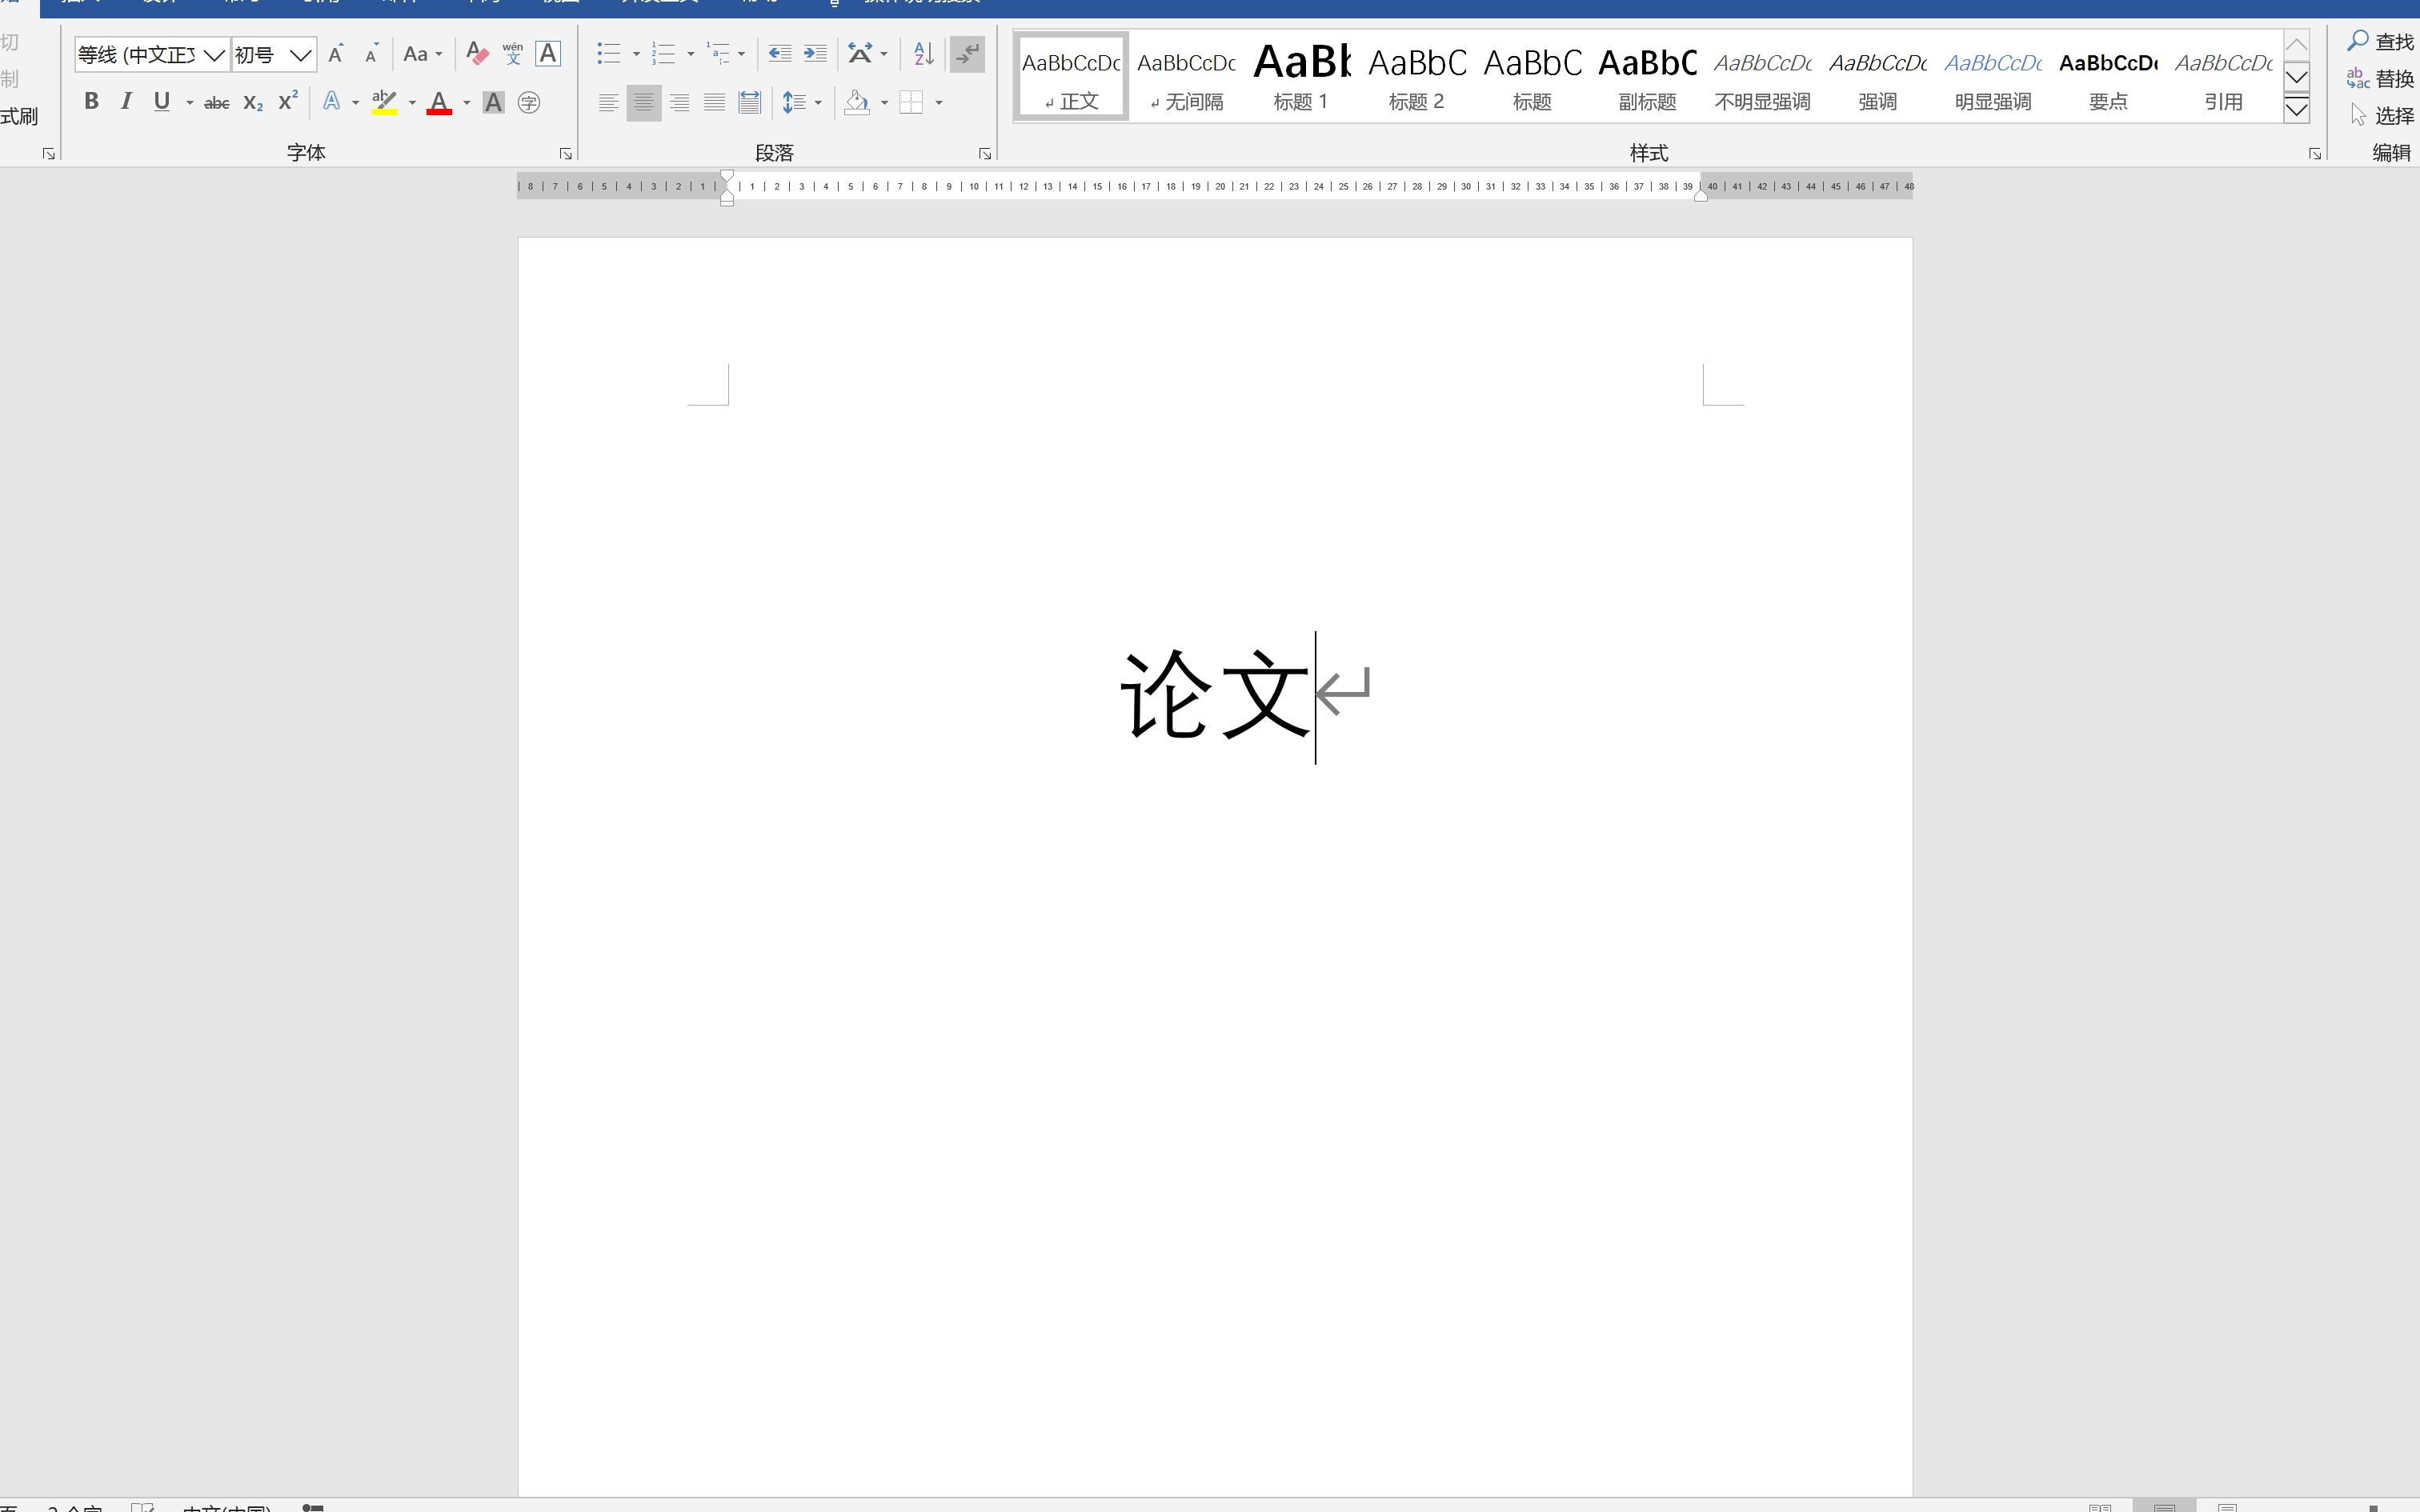 切
制
式刷
等线 (中文正文
初号
A A Aa A wén 文 A
B I U abc X₂ X² A ab A A 字
字体
段落
AaBbCcDc AaBbCcDc AaBb AaBbC AaBbC AaBbC AaBbCcDc AaBbCcDc AaBbCcDc AaBbCcDc AaBbCcDc
正文 无间隔 标题 1 标题 2 标题 副标题 不明显强调 强调 明显强调 要点 引用
样式
查找
替换
选择
编辑
8 7 6 5 4 3 2 1 1 2 3 4 5 6 7 8 9 10 11 12 13 14 15 16 17 18 19 20 21 22 23 24 25 26 27 28 29 30 31 32 33 34 35 36 37 38 39 40 41 42 43 44 45 46 47 48
论文